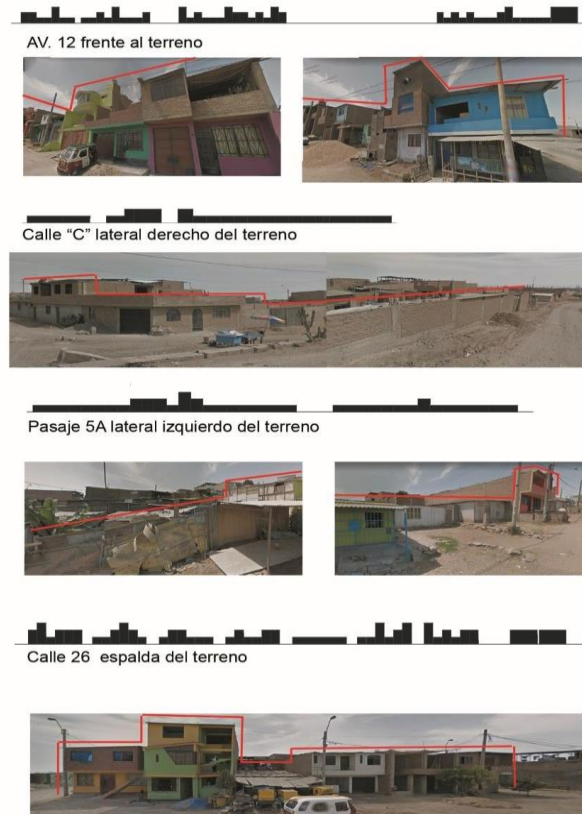 AV. 12 frente al terreno
Calle "C" lateral derecho del terreno
Pasaje 5A lateral izquierdo del terreno
Calle 26 espalda del terreno